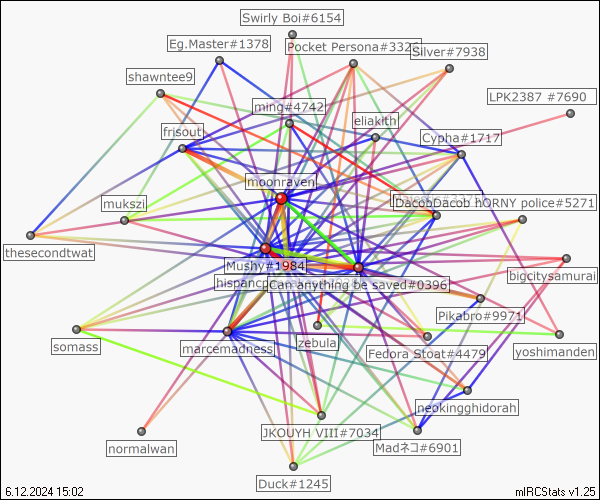 Swirly Boi#6154
Eg.Master#1378
Pocket Persona#3326
Silver#7938
shawntee9
LPK2387 #7690
ming#4742
eliakith
frisout
Cypha#1717
moonraven
DacobDacob hORNY police#5271
mukszi
thesecondtwat
Mushy#1984
bigcitysamurai
Can anything be saved#0396
Pikabro#9971
somass
marcemadness
zebula
Fedora Stoat#4479
yoshimanden
neokingghidorah
JKOUYH VIII#7034
normalwan
Madネコ#6901
Duck#1245
6.12.2024 15:02
mIRCStats v1.25